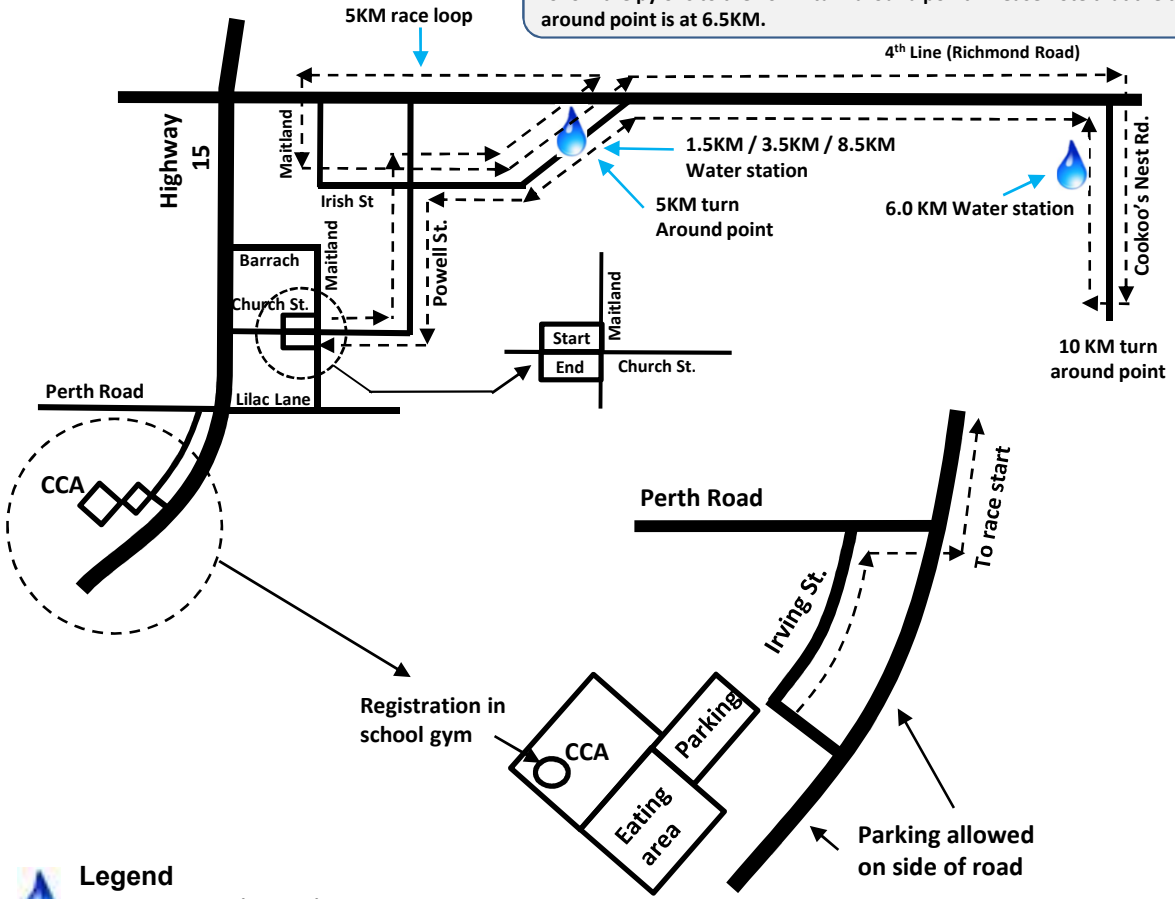 around point is at 6.5KM.
5KM race loop
4th Line (Richmond Road)
Highway
15
Maitland
1.5KM / 3.5KM / 8.5KM
Water station
Cookoo's Nest Rd.
Irish St
5KM turn
Around point
6.0 KM Water station
Barrach
Maitland
Powell St.
Church St.
Start
End
Maitland
Church St.
10 KM turn
around point
Perth Road
Lilac Lane
CCA
Perth Road
To race start
Irving St.
Registration in
school gym
CCA
Parking
Eating
area
Parking allowed
on side of road
Legend